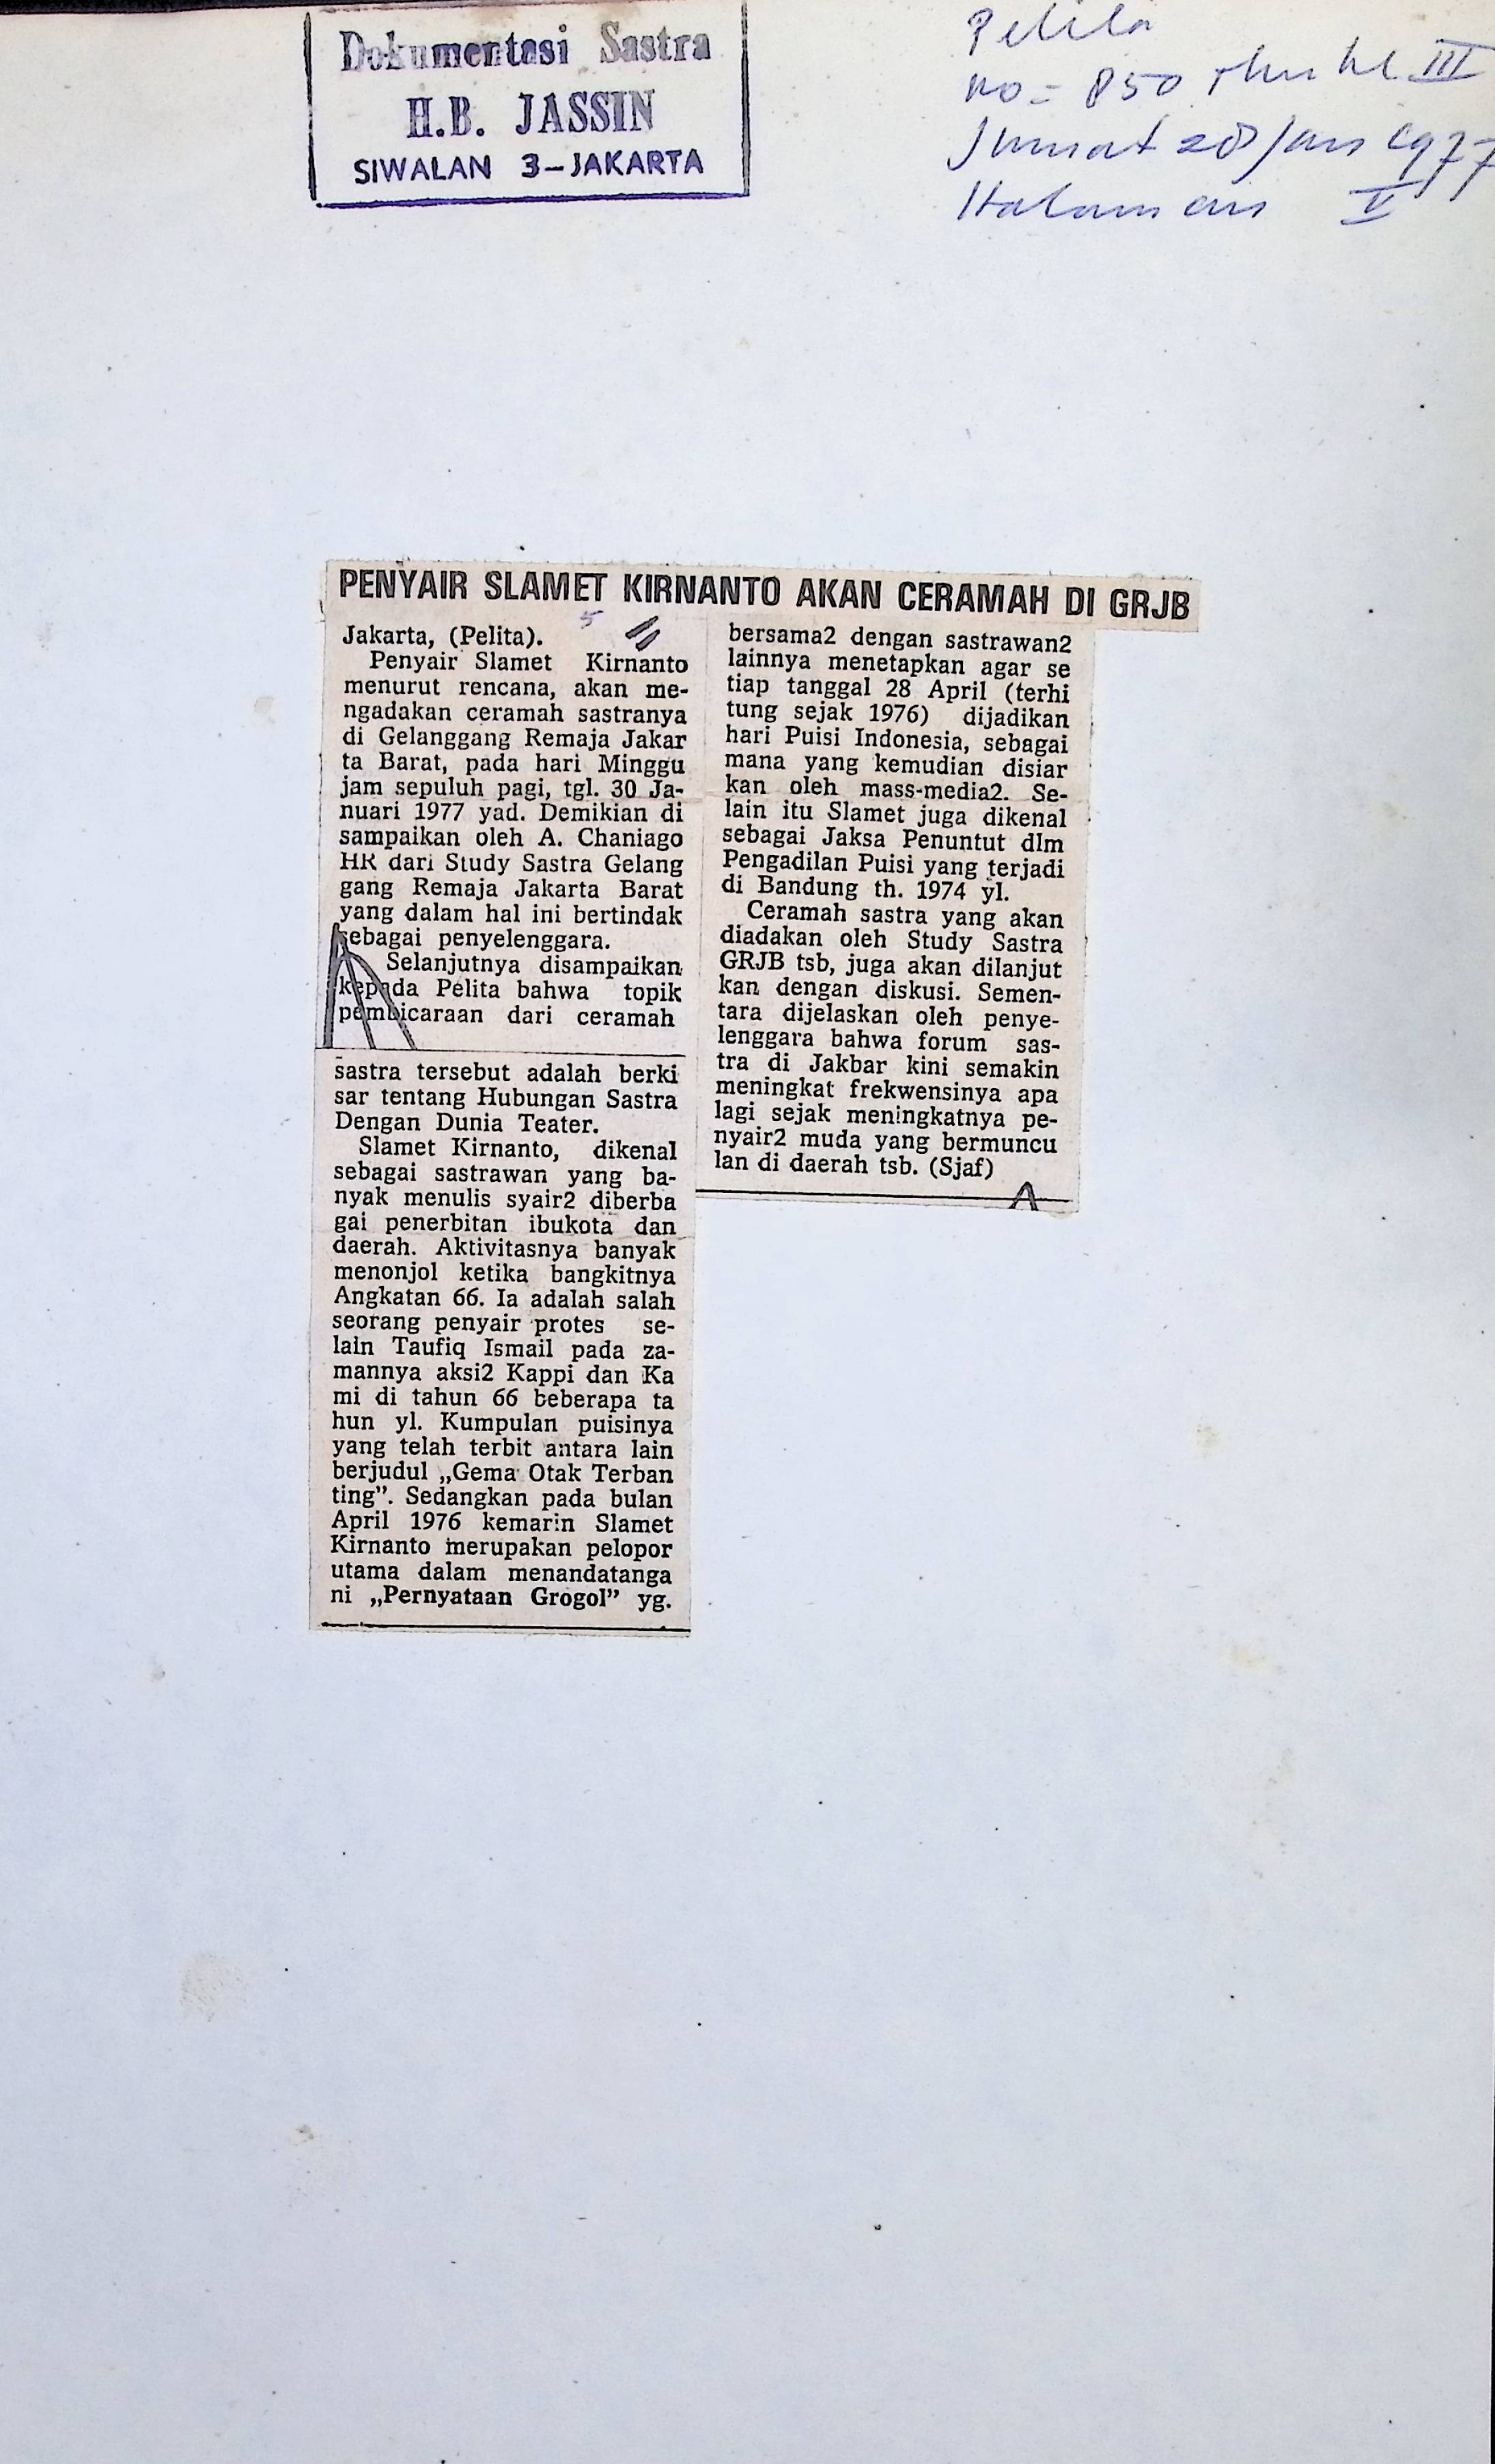 Dokumentasi Sastra
H.B. JASSIN
SIWALAN 3-JAKARTA
Pelita
no = 850 thn ke III
Jumat 28 Jan 1977
Halaman V
PENYAIR SLAMET KIRNANTO AKAN CERAMAH DI GRJB
Jakarta, (Pelita).
Penyair Slamet Kirnanto
menurut rencana, akan me-
ngadakan ceramah sastranya
di Gelanggang Remaja Jakar
ta Barat, pada hari Minggu
jam sepuluh pagi, tgl. 30 Ja-
nuari 1977 yad. Demikian di
sampaikan oleh A. Chaniago
HR dari Study Sastra Gelang
gang Remaja Jakarta Barat
yang dalam hal ini bertindak
sebagai penyelenggara.
Selanjutnya disampaikan
kepada Pelita bahwa topik
pembicaraan dari ceramah
sastra tersebut adalah berki
sar tentang Hubungan Sastra
Dengan Dunia Teater.
Slamet Kirnanto, dikenal
sebagai sastrawan yang ba-
nyak menulis syair2 diberba
gai penerbitan ibukota dan
daerah. Aktivitasnya banyak
menonjol ketika bangkitnya
Angkatan 66. Ia adalah salah
seorang penyair protes se-
lain Taufiq Ismail pada za-
mannya aksi2 Kappi dan Ka
mi di tahun 66 beberapa ta
hun yl. Kumpulan puisinya
yang telah terbit antara lain
berjudul „Gema Otak Terban
ting”. Sedangkan pada bulan
April 1976 kemarin Slamet
Kirnanto merupakan pelopor
utama dalam menandatanga
ni „Pernyataan Grogol” yg.
bersama2 dengan sastrawan2
lainnya menetapkan agar se
tiap tanggal 28 April (terhi
tung sejak 1976) dijadikan
hari Puisi Indonesia, sebagai
mana yang kemudian disiar
kan oleh mass-media2. Se-
lain itu Slamet juga dikenal
sebagai Jaksa Penuntut dlm
Pengadilan Puisi yang terjadi
di Bandung th. 1974 yl.
Ceramah sastra yang akan
diadakan oleh Study Sastra
GRJB tsb, juga akan dilanjut
kan dengan diskusi. Semen-
tara dijelaskan oleh penye-
lenggara bahwa forum sas-
tra di Jakbar kini semakin
meningkat frekwensinya apa
lagi sejak meningkatnya pe-
nyair2 muda yang bermuncu
lan di daerah tsb. (Sjaf)